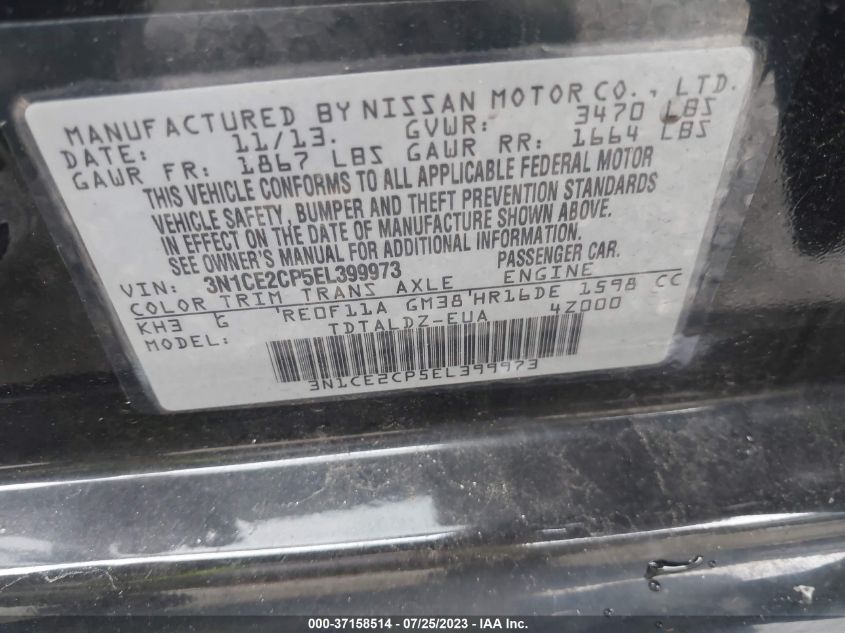 MANUFACTURED BY NISSAN MOTOR CO., LTD.
DATE: 11/13. GVWR: 3470 LBS
GAWR FR: 1867 LBS GAWR RR: 1664 LBS
THIS VEHICLE CONFORMS TO ALL APPLICABLE FEDERAL MOTOR
VEHICLE SAFETY, BUMPER AND THEFT PREVENTION STANDARDS
IN EFFECT ON THE DATE OF MANUFACTURE SHOWN ABOVE.
SEE OWNER'S MANUAL FOR ADDITIONAL INFORMATION
VIN: 3N1CE2CP5EL399973 PASSENGER CAR.
COLOR TRIM TRANS AXLE ENGINE
KH3 G 'RE0F11A GM38'HR16DE 1598 CC
MODEL: TDTALDZ-EUA 4Z000
3N1CE2CP5EL399973
000-37158514 - 07/25/2023 - IAA Inc.